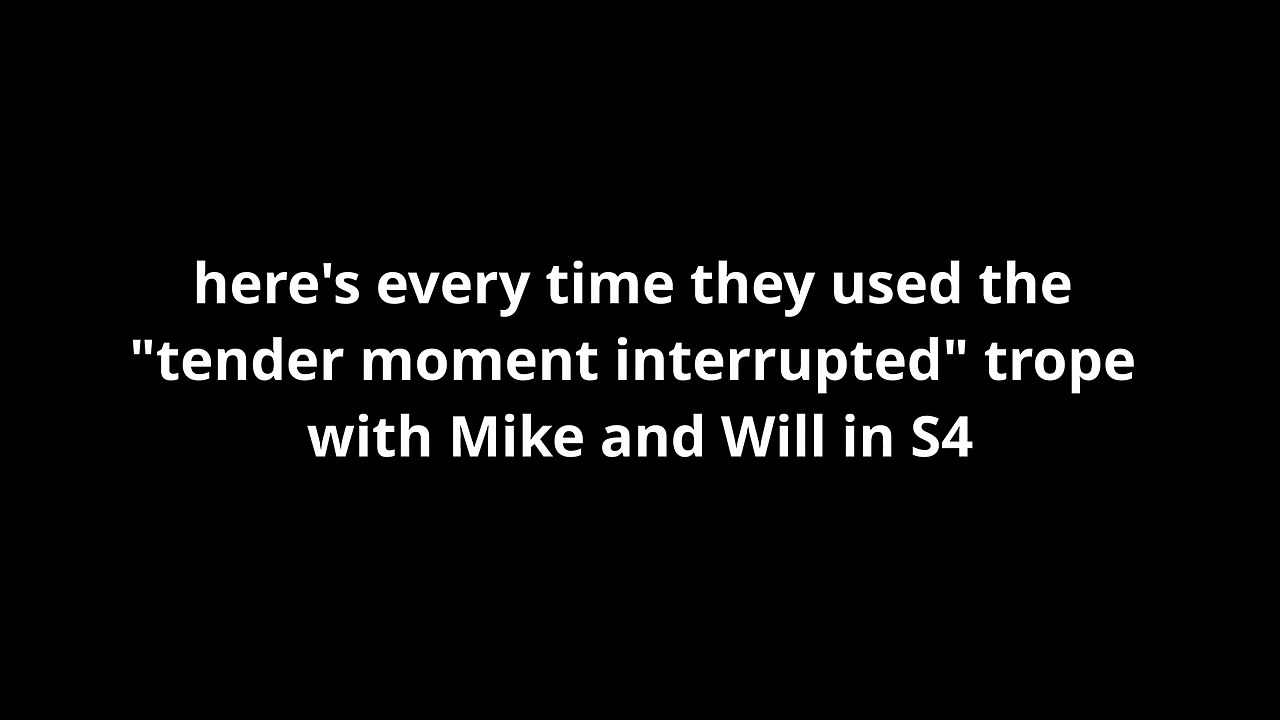 here's every time they used the
"tender moment interrupted" trope
with Mike and Will in S4